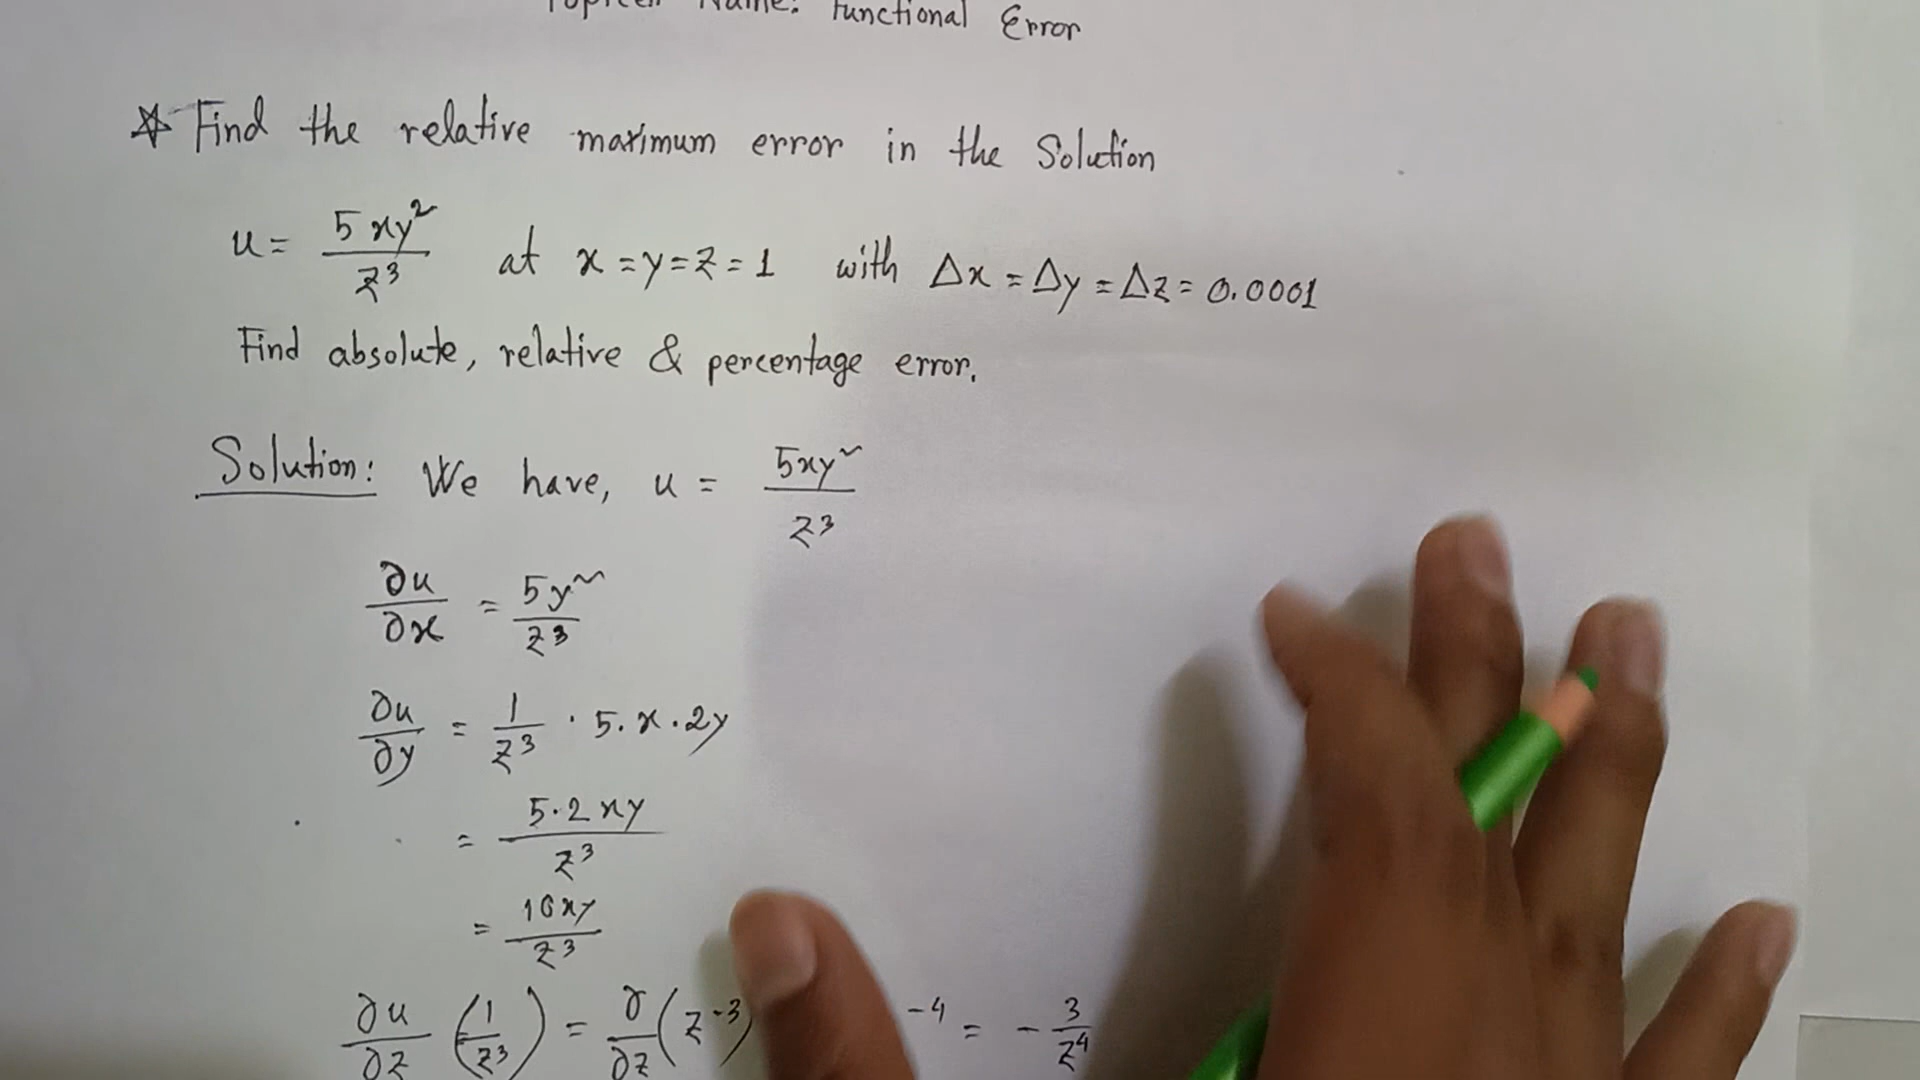 Name: Functional Error
☆ Find the relative maximum error in the Solution
u = 5xy²/z³ at x = y = z = 1 with Δx = Δy = Δz = 0.0001
Find absolute, relative & percentage error.
Solution: We have, u = 5xy²/z³
∂u/∂x = 5y²/z³
∂u/∂y = 1/z³ · 5.x.2y
= 5·2xy/z³
= 10xy/z³
∂u/∂z (1/z³) = ∂/∂z (z⁻³) ⁻⁴ = - 3/z⁴